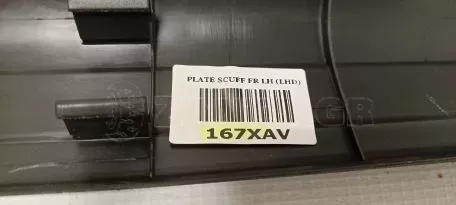 PLATE SCUFF FR LH (LHD)
167XAV